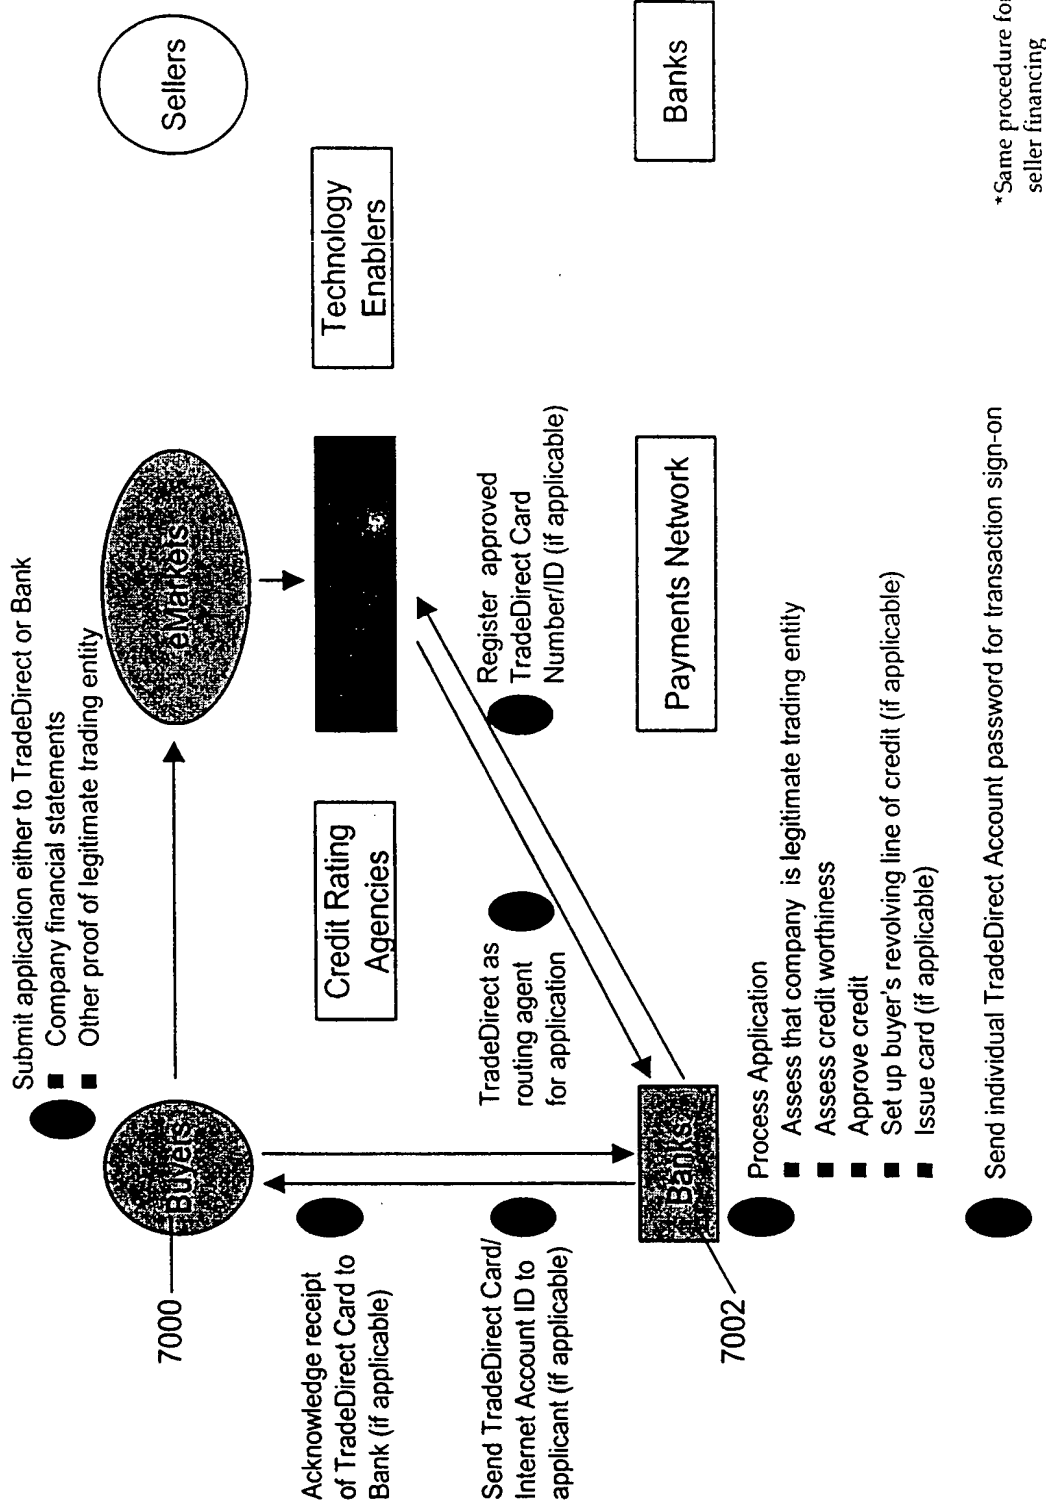 Submit application either to TradeDirect or Bank
Company financial statements
Other proof of legitimate trading entity
7000
Buyers
eMarkets
Sellers
Acknowledge receipt
of TradeDirect Card to
Bank (if applicable)
Credit Rating
Agencies
Technology
Enablers
Send TradeDirect Card/
Internet Account ID to
applicant (if applicable)
TradeDirect as
routing agent
for application
Register approved
TradeDirect Card
Number/ID (if applicable)
7002
Banks
Payments Network
Banks
Process Application
Assess that company is legitimate trading entity
Assess credit worthiness
Approve credit
Set up buyer's revolving line of credit (if applicable)
Issue card (if applicable)
Send individual TradeDirect Account password for transaction sign-on
*Same procedure for
seller financing